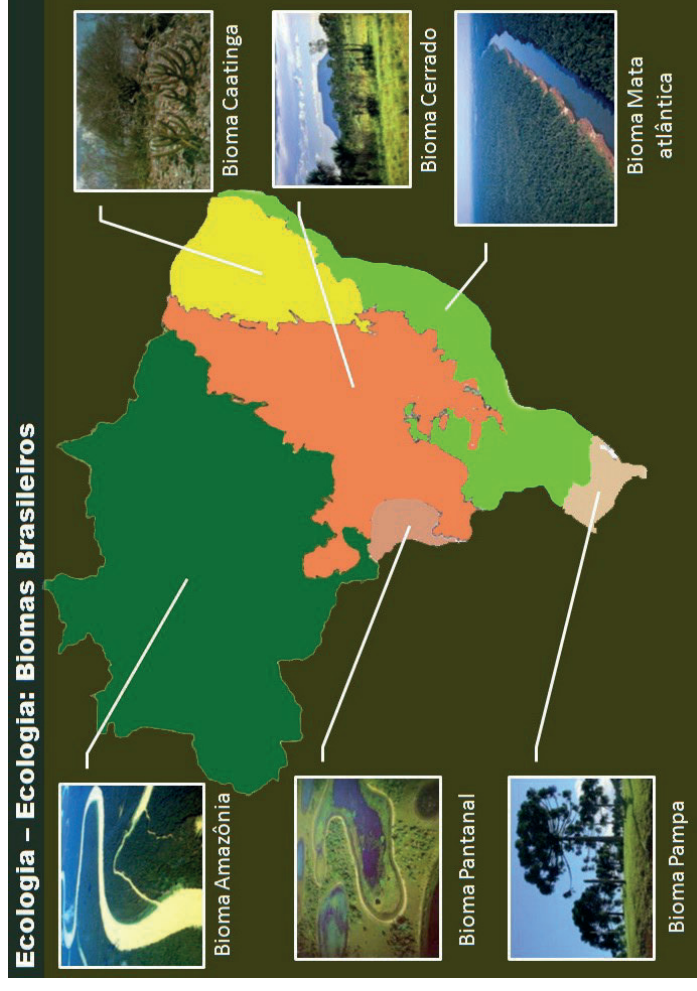 Ecologia – Ecologia: Biomas Brasileiros
Bioma Amazônia
Bioma Pantanal
Bioma Pampa
Bioma Caatinga
Bioma Cerrado
Bioma Mata
atlântica